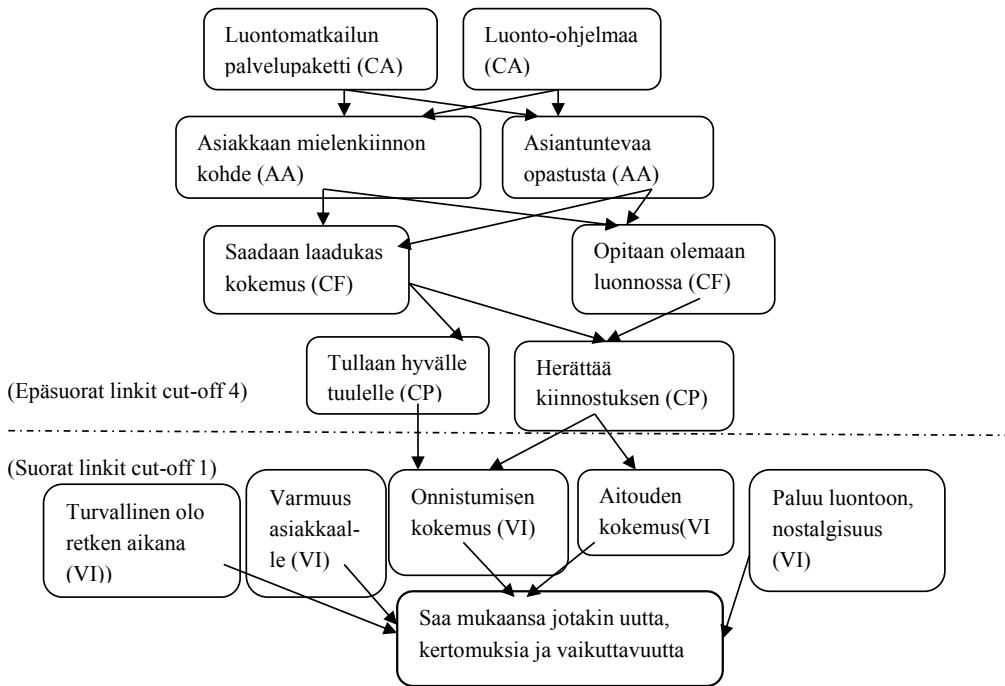 Luontomatkailun
palvelupaketti (CA)
Luonto-ohjelmaa
(CA)
Asiakkaan mielenkiinnon
kohde (AA)
Asiantuntevaa
opastusta (AA)
Saadaan laadukas
kokemus (CF)
Opitaan olemaan
luonnossa (CF)
Tullaan hyvälle
tuulelle (CP)
Herättää
kiinnostuksen (CP)
(Epäsuorat linkit cut-off 4)
(Suorat linkit cut-off 1)
Turvallinen olo
retken aikana
(VI))
Varmuus
asiakkaal-
le (VI)
Onnistumisen
kokemus (VI)
Aitouden
kokemus(VI
Paluu luontoon,
nostalgisuus
(VI)
Saa mukaansa jotakin uutta,
kertomuksia ja vaikuttavuutta